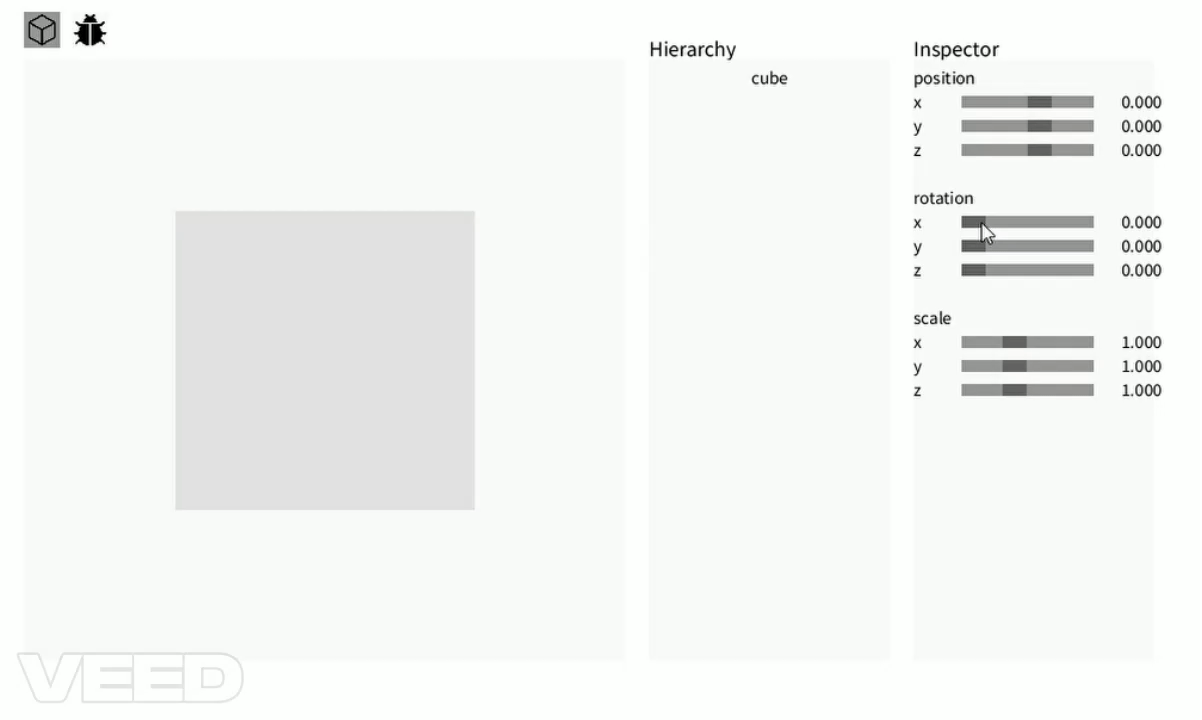 Hierarchy
cube
Inspector
position
x 0.000
y 0.000
z 0.000
rotation
x 0.000
y 0.000
z 0.000
scale
x 1.000
y 1.000
z 1.000
VEED